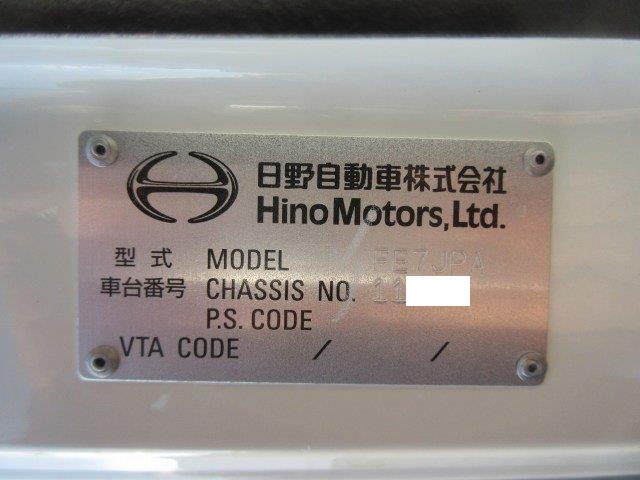 日野自動車株式会社
Hino Motors, Ltd.
型式 MODEL FE7JPA
車台番号 CHASSIS NO. 11
P.S. CODE
VTA CODE / /